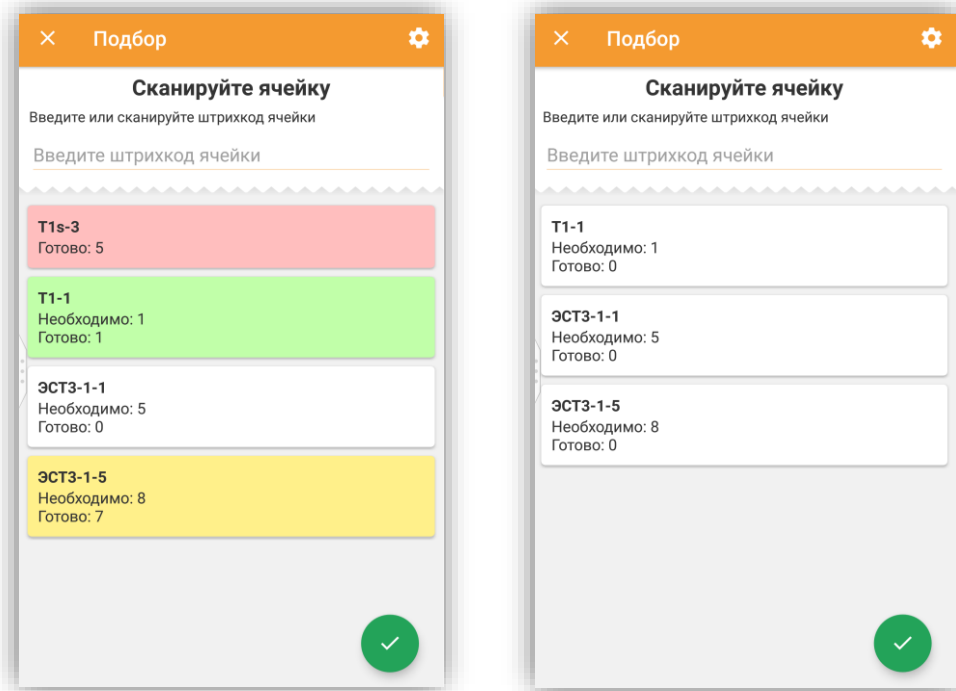 Подбор
Сканируйте ячейку
Введите или сканируйте штрихкод ячейки
Введите штрихкод ячейки
T1s-3
Готово: 5
T1-1
Необходимо: 1
Готово: 1
ЭСТ3-1-1
Необходимо: 5
Готово: 0
ЭСТ3-1-5
Необходимо: 8
Готово: 7
Подбор
Сканируйте ячейку
Введите или сканируйте штрихкод ячейки
Введите штрихкод ячейки
T1-1
Необходимо: 1
Готово: 0
ЭСТ3-1-1
Необходимо: 5
Готово: 0
ЭСТ3-1-5
Необходимо: 8
Готово: 0